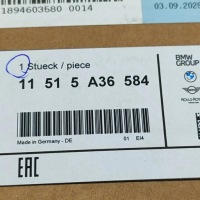 1894603580 0014
03.09.202
1 Stueck / piece
11 51 5 A36 584
BMW
GROUP
Made in Germany - DE
01 EI4
EAC